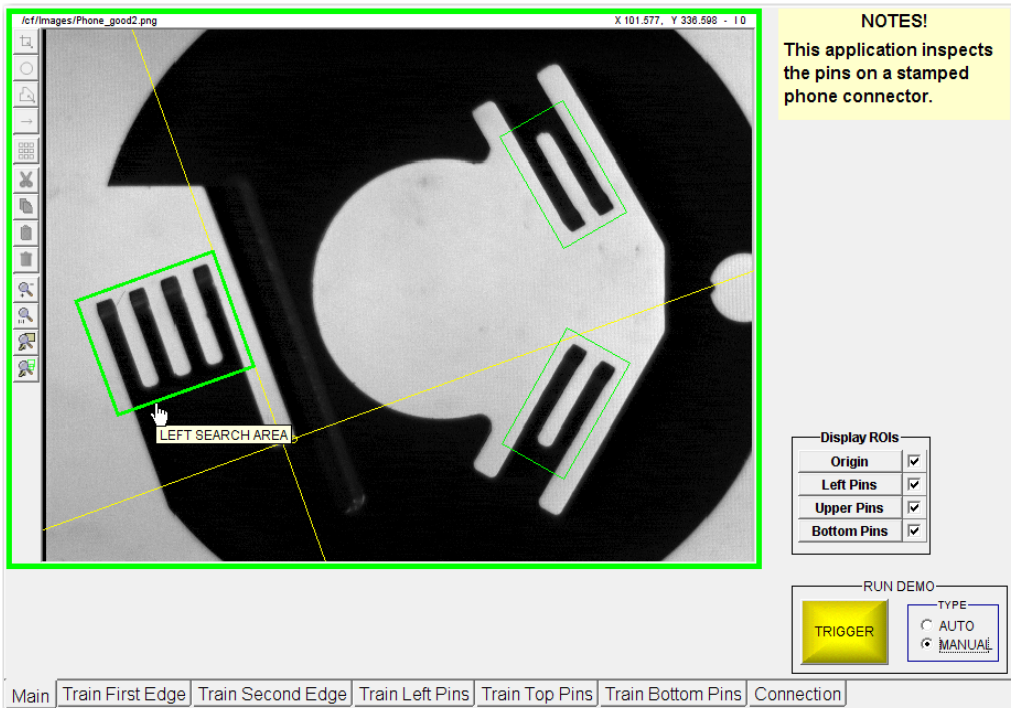 /cf/Images/Phone_good2.png
X 101.577, Y 336.598 - I 0
NOTES!
This application inspects
the pins on a stamped
phone connector.
LEFT SEARCH AREA
Display ROIs
Origin
Left Pins
Upper Pins
Bottom Pins
RUN DEMO
TRIGGER
TYPE
AUTO
MANUAL
Main
Train First Edge
Train Second Edge
Train Left Pins
Train Top Pins
Train Bottom Pins
Connection